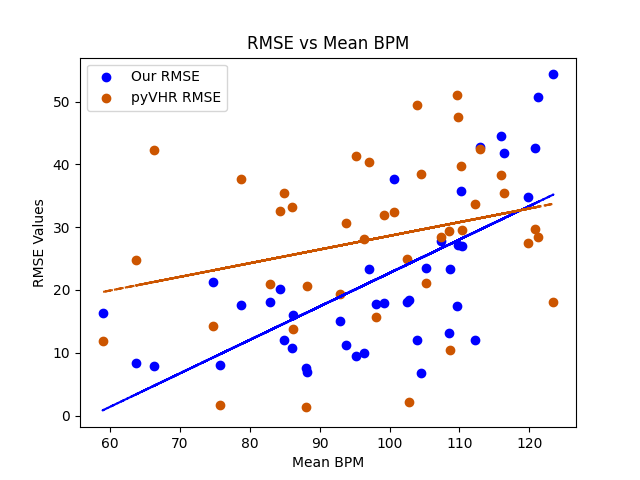 RMSE vs Mean BPM
Our RMSE
pyVHR RMSE
50
40
30
20
10
0
RMSE Values
60 70 80 90 100 110 120
Mean BPM